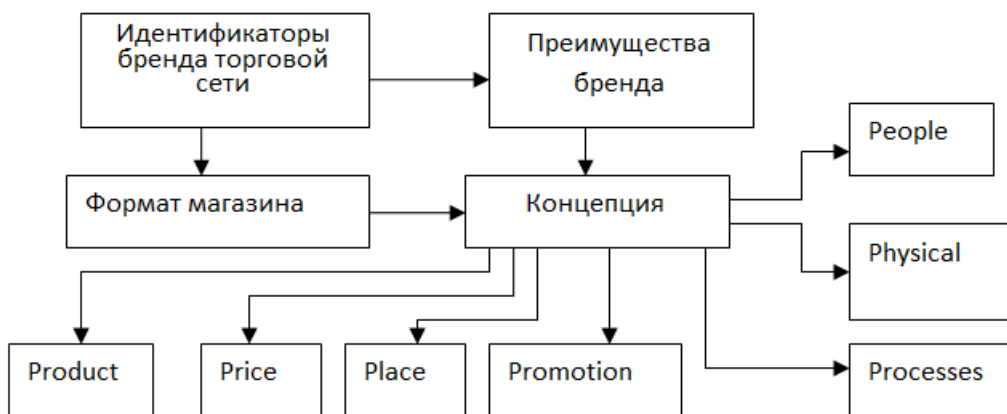 Идентификаторы
бренда торговой
сети
Преимущества
бренда
People
Формат магазина
Концепция
Physical
Product
Price
Place
Promotion
Processes